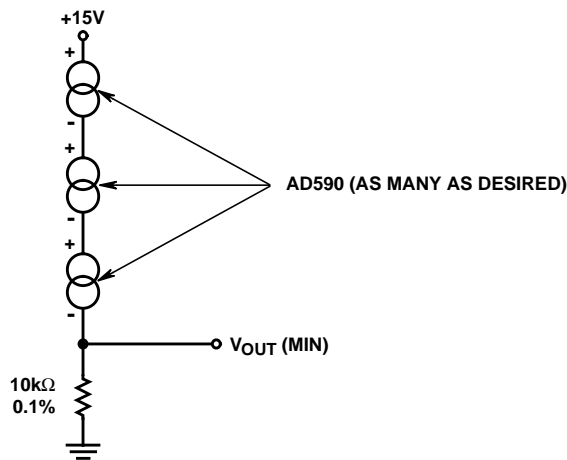 +15V
+
-
+
-
AD590 (AS MANY AS DESIRED)
+
-
VOUT (MIN)
10kΩ
0.1%